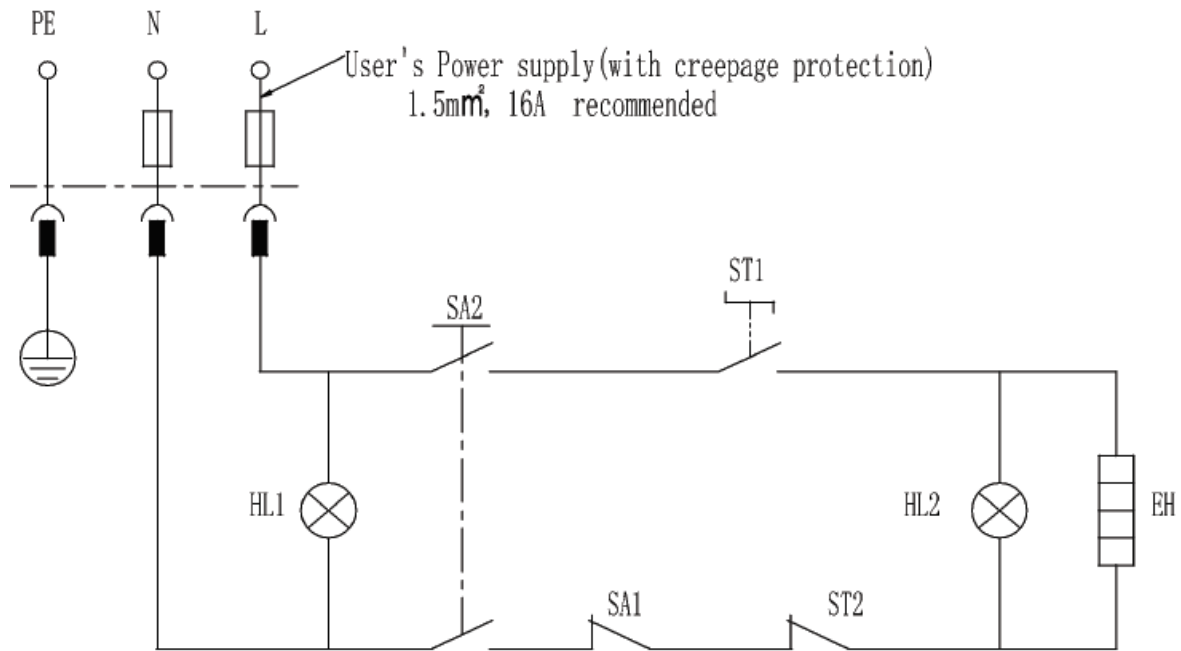 PE N L
User's Power supply(with creepage protection)
1.5mm², 16A recommended
ST1
SA2
HL1
HL2
EH
SA1
ST2